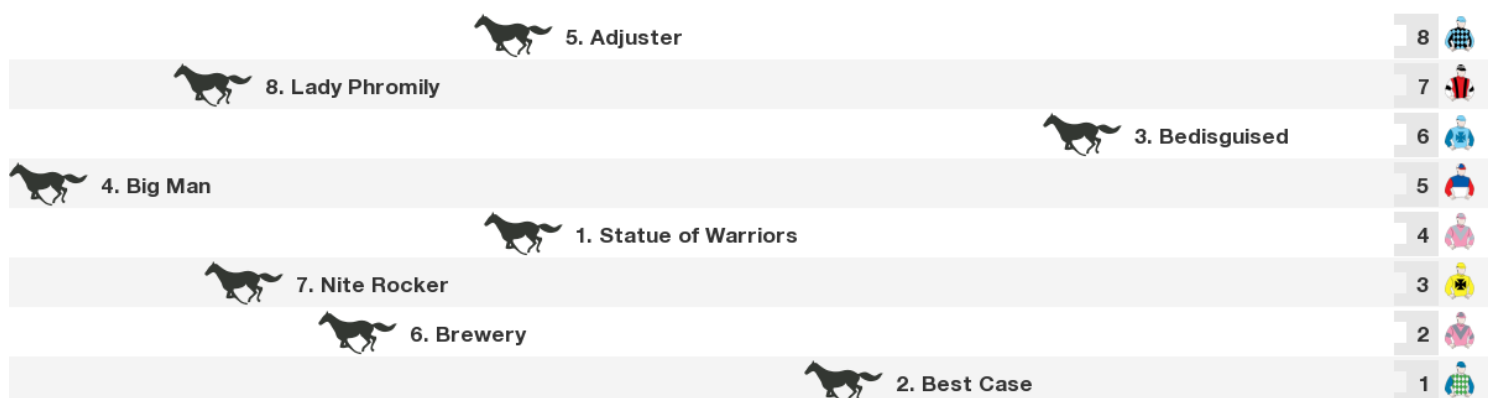 5. Adjuster 8
8. Lady Phromily 7
3. Bedisguised 6
4. Big Man 5
1. Statue of Warriors 4
7. Nite Rocker 3
6. Brewery 2
2. Best Case 1